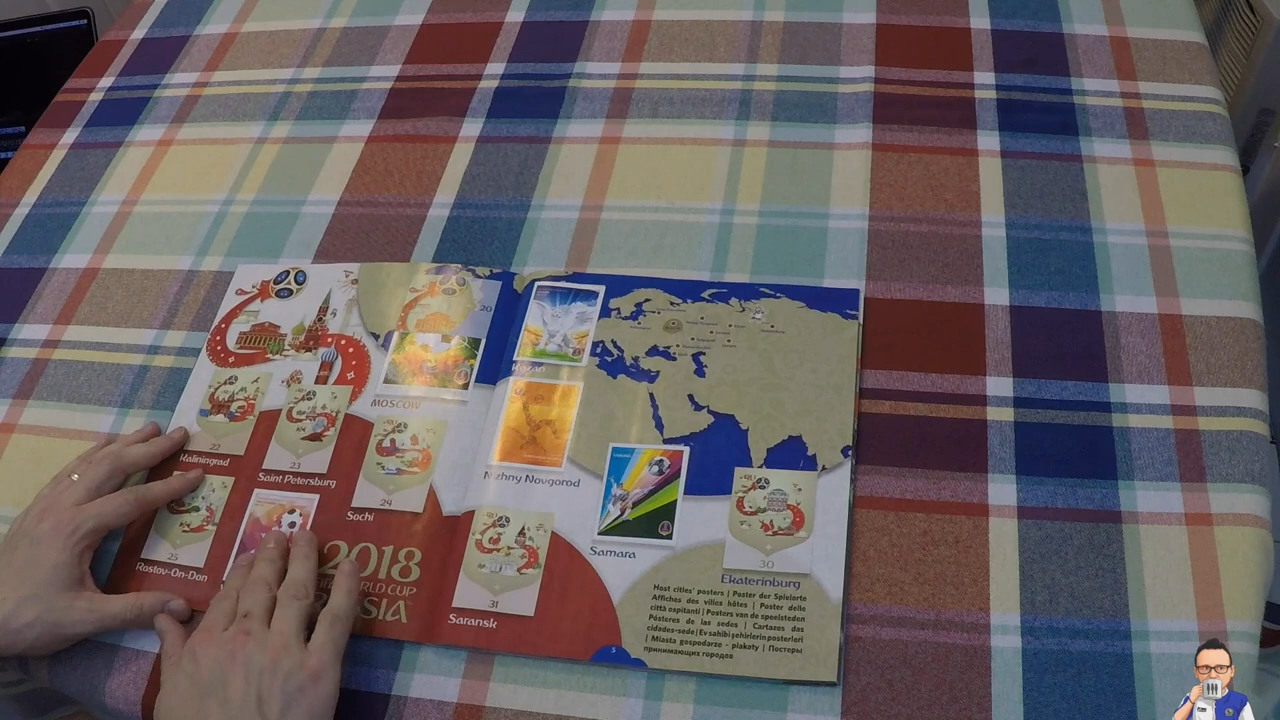 20
MOSCOW
22
Kaliningrad
23
Saint Petersburg
24
Sochi
25
Rostov-On-Don
2018
RLD CUP
31
Saransk
Kazan
Nizhny Novgorod
Samara
30
Ekaterinburg
Host cities' posters | Poster der Spielorte
Affiches des villes hôtes | Poster delle
città ospitanti | Posters van de speelsteden
Pósteres de las sedes | Cartazes das
cidades-sede | Ev sahibi şehirlerin posterleri
| Miasta gospodarze - plakaty | Постеры
принимающих городов
5